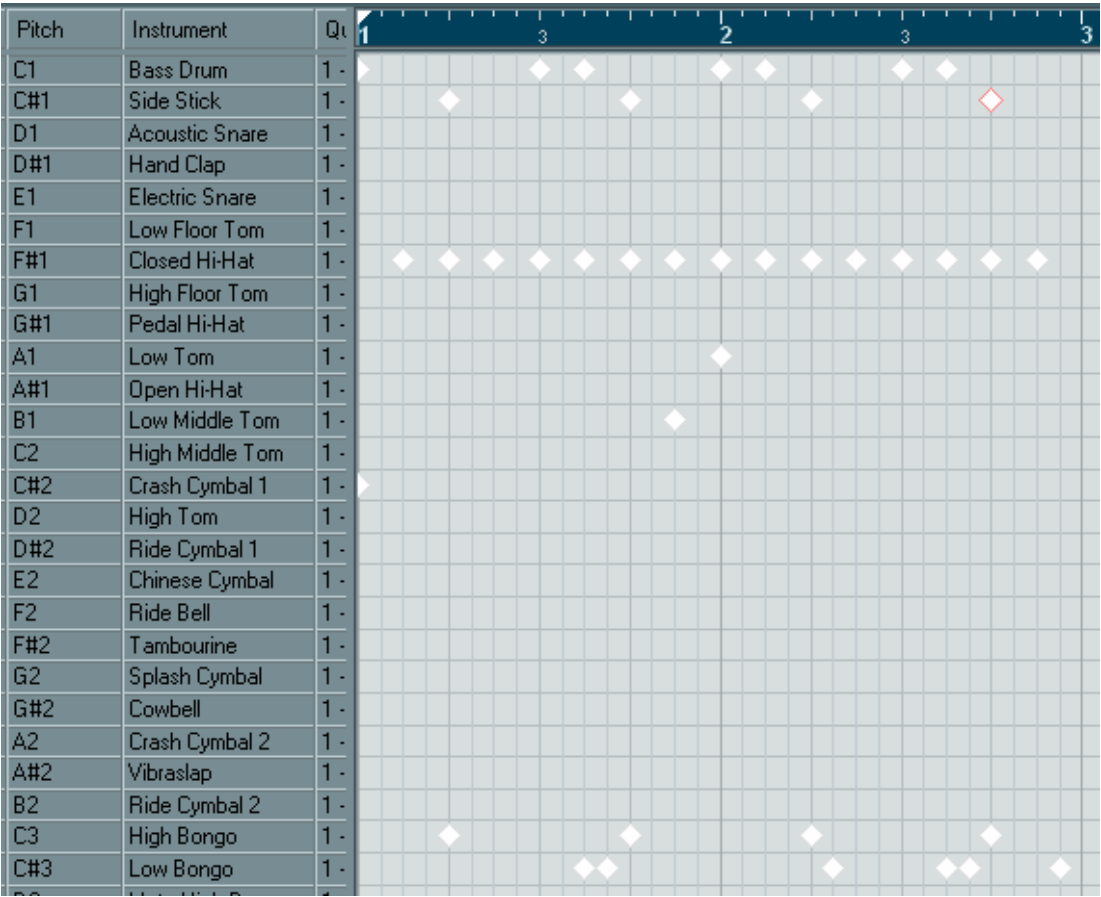 Pitch Instrument Qu 1 3 2 3 3
C1 Bass Drum 1 -
C#1 Side Stick 1 -
D1 Acoustic Snare 1 -
D#1 Hand Clap 1 -
E1 Electric Snare 1 -
F1 Low Floor Tom 1 -
F#1 Closed Hi-Hat 1 -
G1 High Floor Tom 1 -
G#1 Pedal Hi-Hat 1 -
A1 Low Tom 1 -
A#1 Open Hi-Hat 1 -
B1 Low Middle Tom 1 -
C2 High Middle Tom 1 -
C#2 Crash Cymbal 1 1 -
D2 High Tom 1 -
D#2 Ride Cymbal 1 1 -
E2 Chinese Cymbal 1 -
F2 Ride Bell 1 -
F#2 Tambourine 1 -
G2 Splash Cymbal 1 -
G#2 Cowbell 1 -
A2 Crash Cymbal 2 1 -
A#2 Vibraslap 1 -
B2 Ride Cymbal 2 1 -
C3 High Bongo 1 -
C#3 Low Bongo 1 -